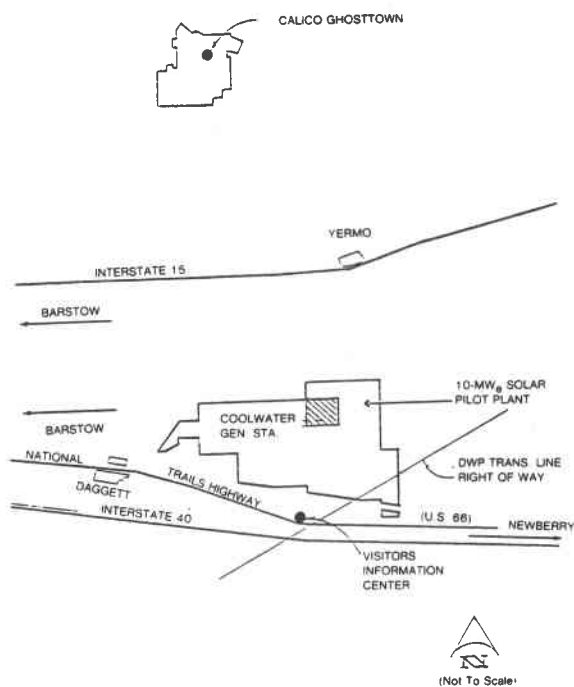 CALICO GHOSTTOWN
YERMO
INTERSTATE 15
BARSTOW
10-MWe SOLAR
PILOT PLANT
BARSTOW
COOLWATER
GEN STA.
NATIONAL
TRAILS HIGHWAY
DWP TRANS LINE
RIGHT OF WAY
DAGGETT
INTERSTATE 40
(U.S 66)
NEWBERRY
VISITORS
INFORMATION
CENTER
N
(Not To Scale)